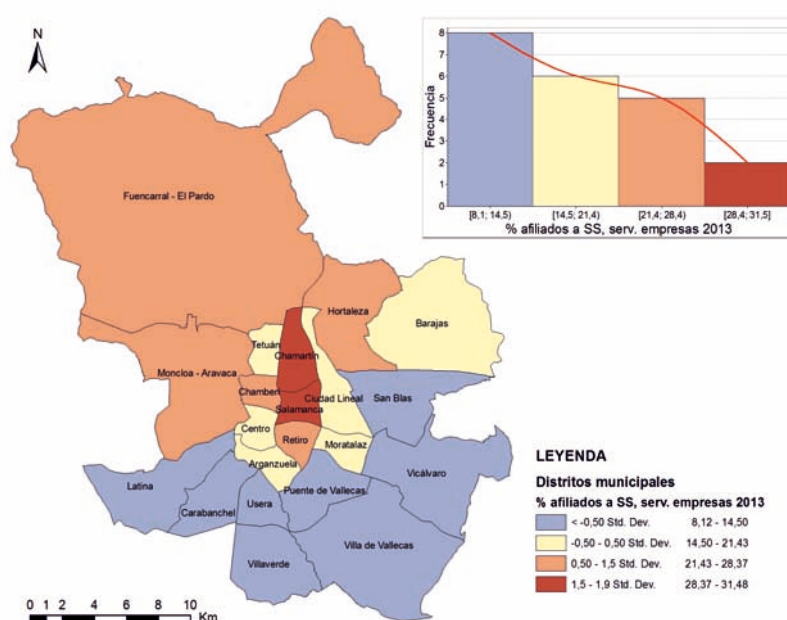 N
Fuencarral - El Pardo
Hortaleza
Barajas
Tetuán
Chamartín
Moncloa - Aravaca
Chamberí
Ciudad Lineal
San Blas
Salamanca
Centro
Retiro
Moratalaz
Arganzuela
Latina
Vicálvaro
Carabanchel
Usera
Puente de Vallecas
Villa de Vallecas
Villaverde
0 1 2 4 6 8 10
Km
Frecuencia
8
7
6
5
4
3
2
1
0
[8,1; 14,5) [14,5; 21,4) [21,4; 28,4) [28,4; 31,5]
% afiliados a SS, serv. empresas 2013
LEYENDA
Distritos municipales
% afiliados a SS, serv. empresas 2013
< -0,50 Std. Dev. 8,12 - 14,50
-0,50 - 0,50 Std. Dev. 14,50 - 21,43
0,50 - 1,5 Std. Dev. 21,43 - 28,37
1,5 - 1,9 Std. Dev. 28,37 - 31,48